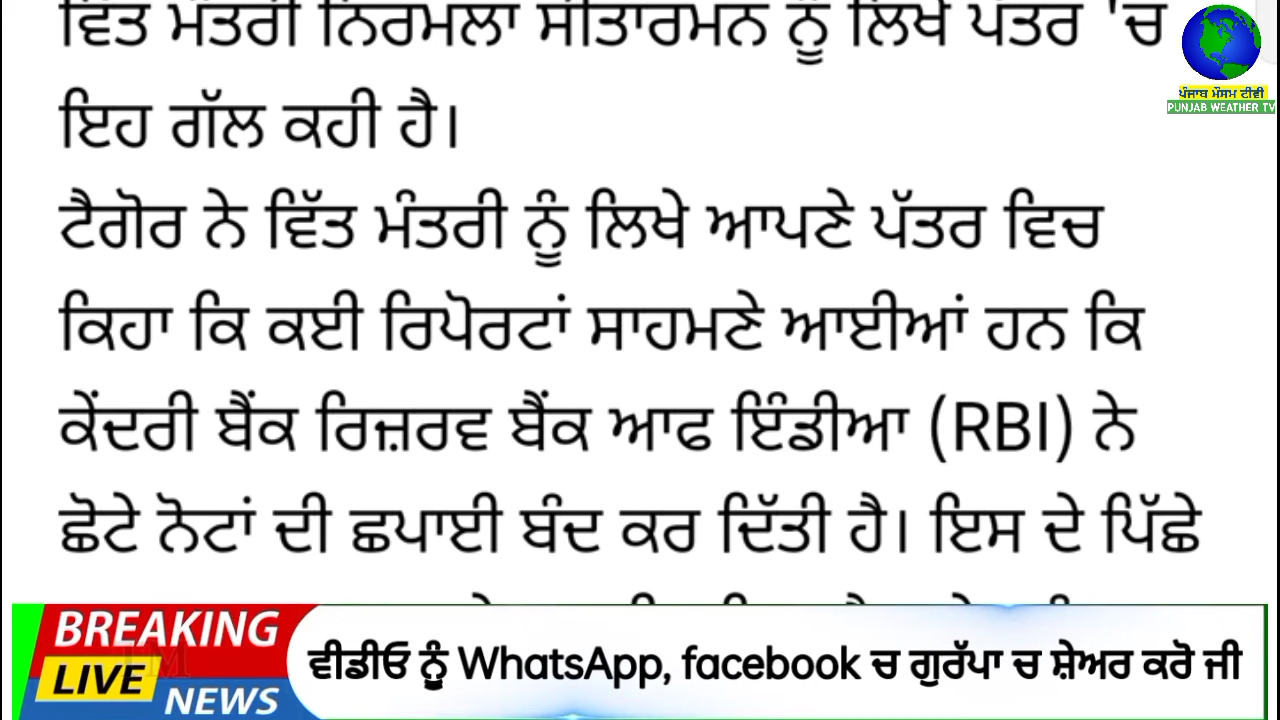 ਵਿੱਤ ਮੰਤਰੀ ਨਿਰਮਲਾ ਸੀਤਾਰਮਨ ਨੂੰ ਲਿਖੇ ਪੱਤਰ 'ਚ
ਇਹ ਗੱਲ ਕਹੀ ਹੈ।
ਟੈਗੋਰ ਨੇ ਵਿੱਤ ਮੰਤਰੀ ਨੂੰ ਲਿਖੇ ਆਪਣੇ ਪੱਤਰ ਵਿਚ
ਕਿਹਾ ਕਿ ਕਈ ਰਿਪੋਰਟਾਂ ਸਾਹਮਣੇ ਆਈਆਂ ਹਨ ਕਿ
ਕੇਂਦਰੀ ਬੈਂਕ ਰਿਜ਼ਰਵ ਬੈਂਕ ਆਫ ਇੰਡੀਆ (RBI) ਨੇ
ਛੋਟੇ ਨੋਟਾਂ ਦੀ ਛਪਾਈ ਬੰਦ ਕਰ ਦਿੱਤੀ ਹੈ। ਇਸ ਦੇ ਪਿੱਛੇ
ਪੰਜਾਬ ਮੌਸਮ ਟੀਵੀ
PUNJAB WEATHER TV
BREAKING
LIVE
NEWS
ਵੀਡੀਓ ਨੂੰ WhatsApp, facebook ਚ ਗੁਰੱਪਾ ਚ ਸ਼ੇਅਰ ਕਰੋ ਜੀ